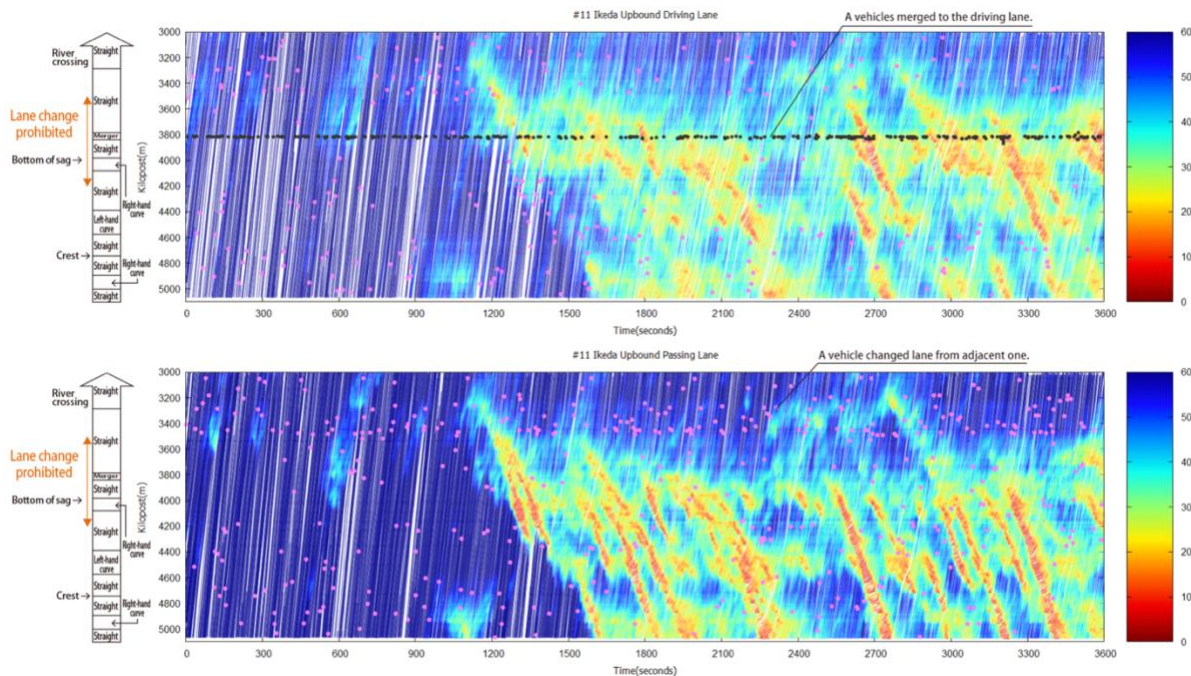 #11 Ikeda Upbound Driving Lane
A vehicles merged to the driving lane.
River crossing
Straight
Straight
Lane change prohibited
Merger
Straight
Bottom of sag
Straight
Right-hand curve
Left-hand curve
Straight
Crest
Straight
Right-hand curve
Straight
Kilopost(m)
3000
3200
3400
3600
3800
4000
4200
4400
4600
4800
5000
0 300 600 900 1200 1500 1800 2100 2400 2700 3000 3300 3600
Time(seconds)
60
50
40
30
20
10
0
#11 Ikeda Upbound Passing Lane
A vehicle changed lane from adjacent one.
River crossing
Straight
Straight
Lane change prohibited
Merger
Straight
Bottom of sag
Straight
Right-hand curve
Left-hand curve
Straight
Crest
Straight
Right-hand curve
Straight
Kilopost(m)
3000
3200
3400
3600
3800
4000
4200
4400
4600
4800
5000
0 300 600 900 1200 1500 1800 2100 2400 2700 3000 3300 3600
Time(seconds)
60
50
40
30
20
10
0